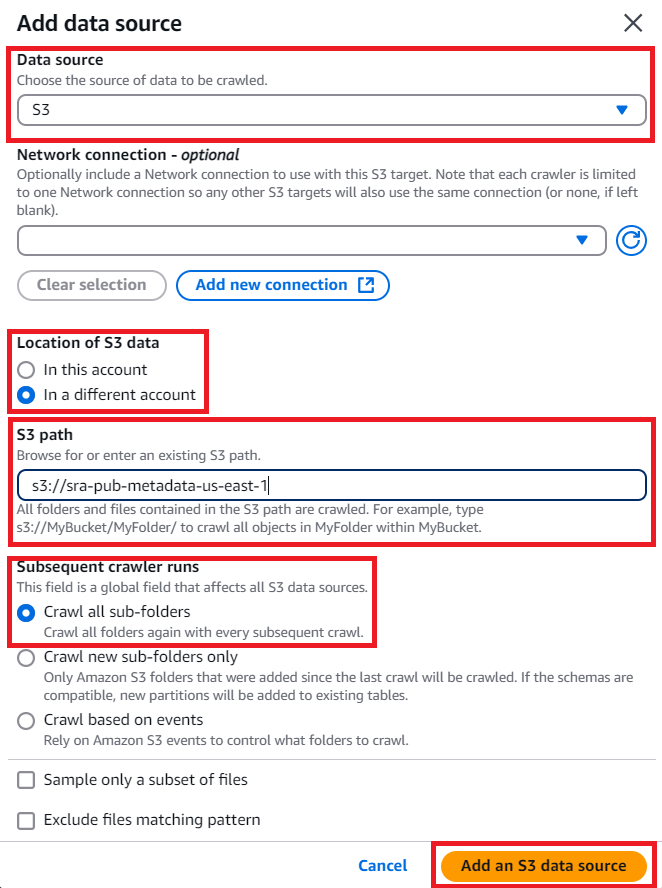 Add data source
Data source
Choose the source of data to be crawled.
S3
Network connection - optional
Optionally include a Network connection to use with this S3 target. Note that each crawler is limited
to one Network connection so any other S3 targets will also use the same connection (or none, if left
blank).
Clear selection
Add new connection
Location of S3 data
In this account
In a different account
S3 path
Browse for or enter an existing S3 path.
s3://sra-pub-metadata-us-east-1
All folders and files contained in the S3 path are crawled. For example, type
s3://MyBucket/MyFolder/ to crawl all objects in MyFolder within MyBucket.
Subsequent crawler runs
This field is a global field that affects all S3 data sources.
Crawl all sub-folders
Crawl all folders again with every subsequent crawl.
Crawl new sub-folders only
Only Amazon S3 folders that were added since the last crawl will be crawled. If the schemas are
compatible, new partitions will be added to existing tables.
Crawl based on events
Rely on Amazon S3 events to control what folders to crawl.
Sample only a subset of files
Exclude files matching pattern
Cancel
Add an S3 data source